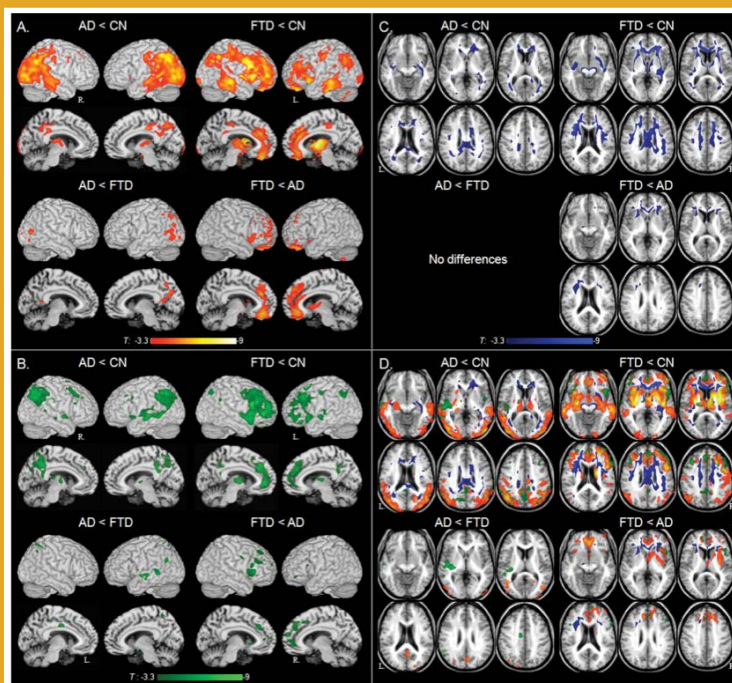 A.
AD < CN
FTD < CN
R.
L.
AD < FTD
FTD < AD
T: -3.3
-9
C.
AD < CN
FTD < CN
L.
R.
AD < FTD
FTD < AD
No differences
T: -3.3
-9
B.
AD < CN
FTD < CN
R.
L.
AD < FTD
FTD < AD
L.
R.
T : -3.3
-9
D.
AD < CN
FTD < CN
L.
R.
AD < FTD
FTD < AD
L.
R.